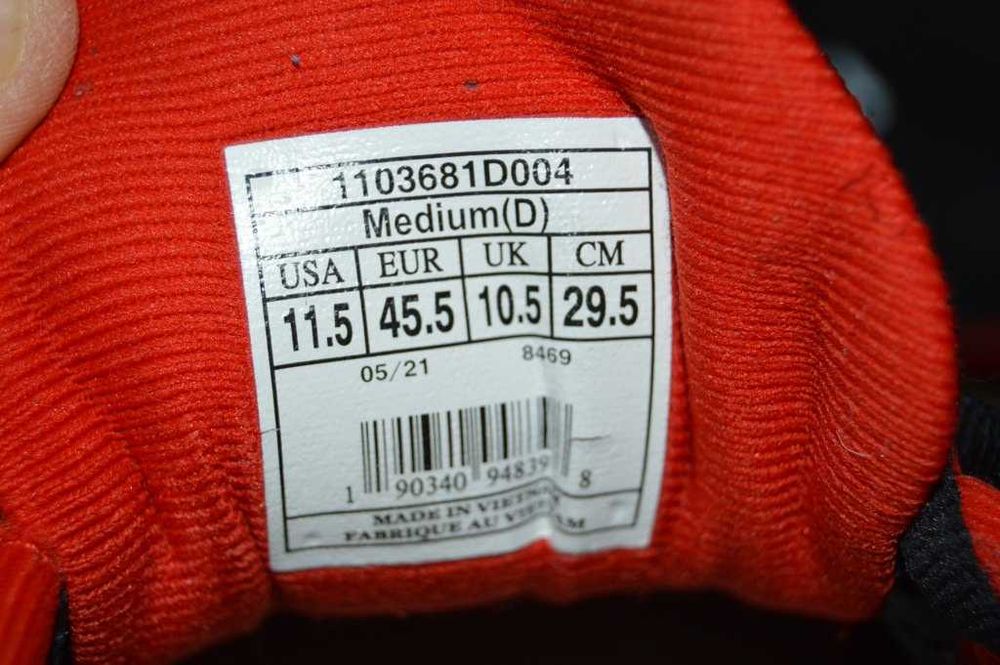 1103681D004
Medium(D)
USA EUR UK CM
11.5 45.5 10.5 29.5
05/21 8469
1 90340 94839 8
MADE IN VIETNAM
FABRIQUE AU VIETNAM